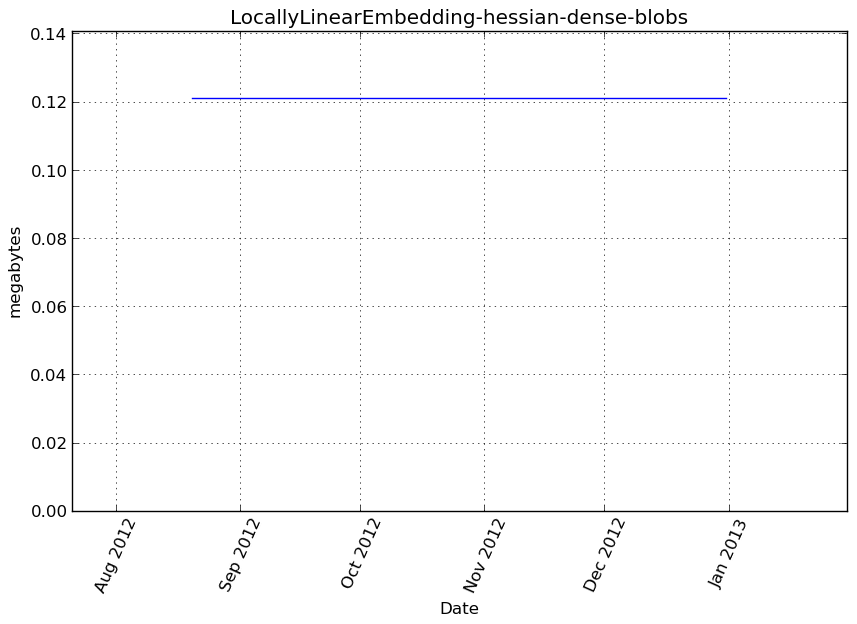 LocallyLinearEmbedding-hessian-dense-blobs
0.14
0.12
0.10
0.08
0.06
0.04
0.02
0.00
megabytes
Aug 2012
Sep 2012
Oct 2012
Nov 2012
Dec 2012
Jan 2013
Date